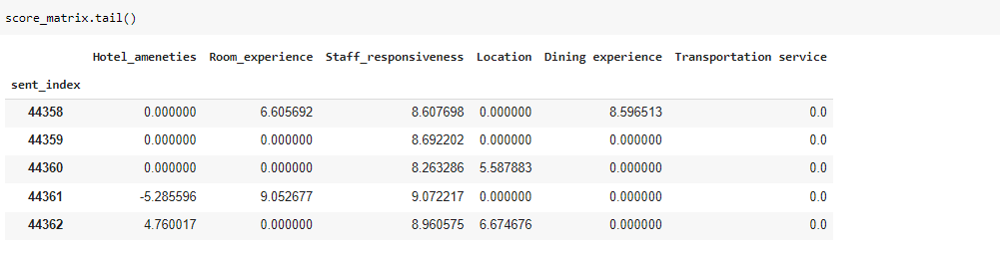 score_matrix.tail()
Hotel_ameneties Room_experience Staff_responsiveness Location Dining experience Transportation service
sent_index
44358 0.000000 6.605692 8.607698 0.000000 8.596513 0.0
44359 0.000000 0.000000 8.692202 0.000000 0.000000 0.0
44360 0.000000 0.000000 8.263286 5.587883 0.000000 0.0
44361 -5.285596 9.052677 9.072217 0.000000 0.000000 0.0
44362 4.760017 0.000000 8.960575 6.674676 0.000000 0.0